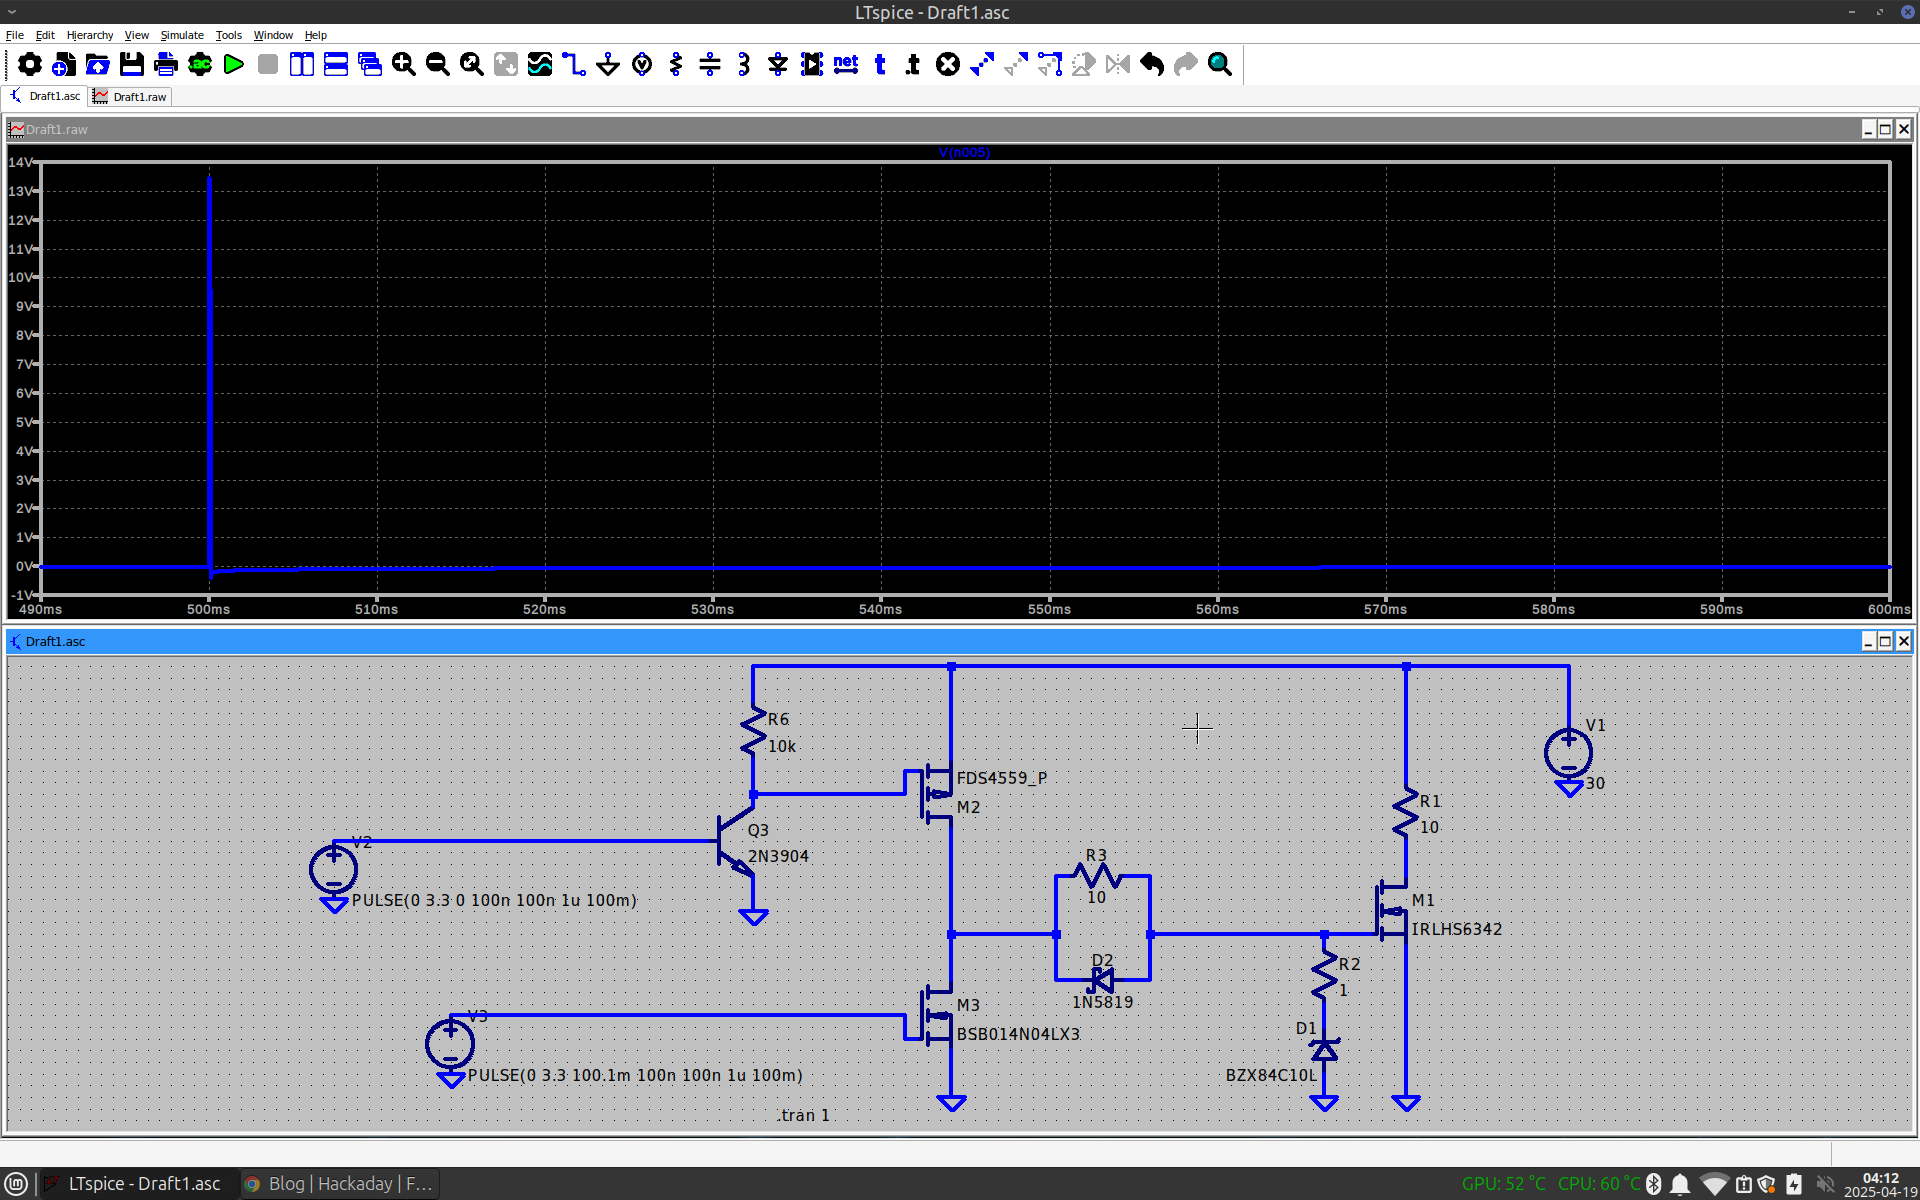 LTspice - Draft1.asc
File Edit Hierarchy View Simulate Tools Window Help
.ac net t .t
Draft1.asc Draft1.raw
Draft1.raw
V(n005)
14V
13V
12V
11V
10V
9V
8V
7V
6V
5V
4V
3V
2V
1V
0V
-1V
490ms 500ms 510ms 520ms 530ms 540ms 550ms 560ms 570ms 580ms 590ms 600ms
Draft1.asc
R6
10k
FDS4559_P
M2
V1
30
R1
10
Q3
2N3904
V2
PULSE(0 3.3 0 100n 100n 1u 100m)
R3
10
M1
IRLHS6342
D2
1N5819
R2
1
M3
BSB014N04LX3
V3
PULSE(0 3.3 100.1m 100n 100n 1u 100m)
D1
BZX84C10L
.tran 1
LTspice - Draft1.asc Blog | Hackaday | F... GPU: 52 °C CPU: 60 °C 04:12
2025-04-19